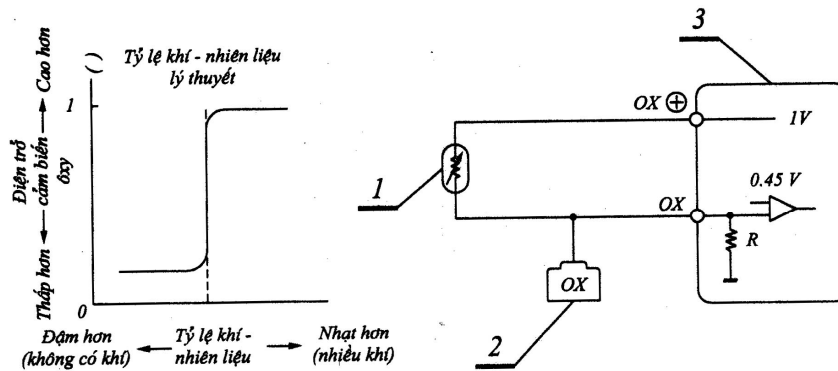 Tỷ lệ khí - nhiên liệu
lý thuyết
Cao hơn
( )
Điện trở
cảm biến
ôxy
Thấp hơn
1
0
Đậm hơn
(không có khí)
Tỷ lệ khí -
nhiên liệu
Nhạt hơn
(nhiều khí)
3
OX +
1V
1
0.45 V
OX
R
OX
2